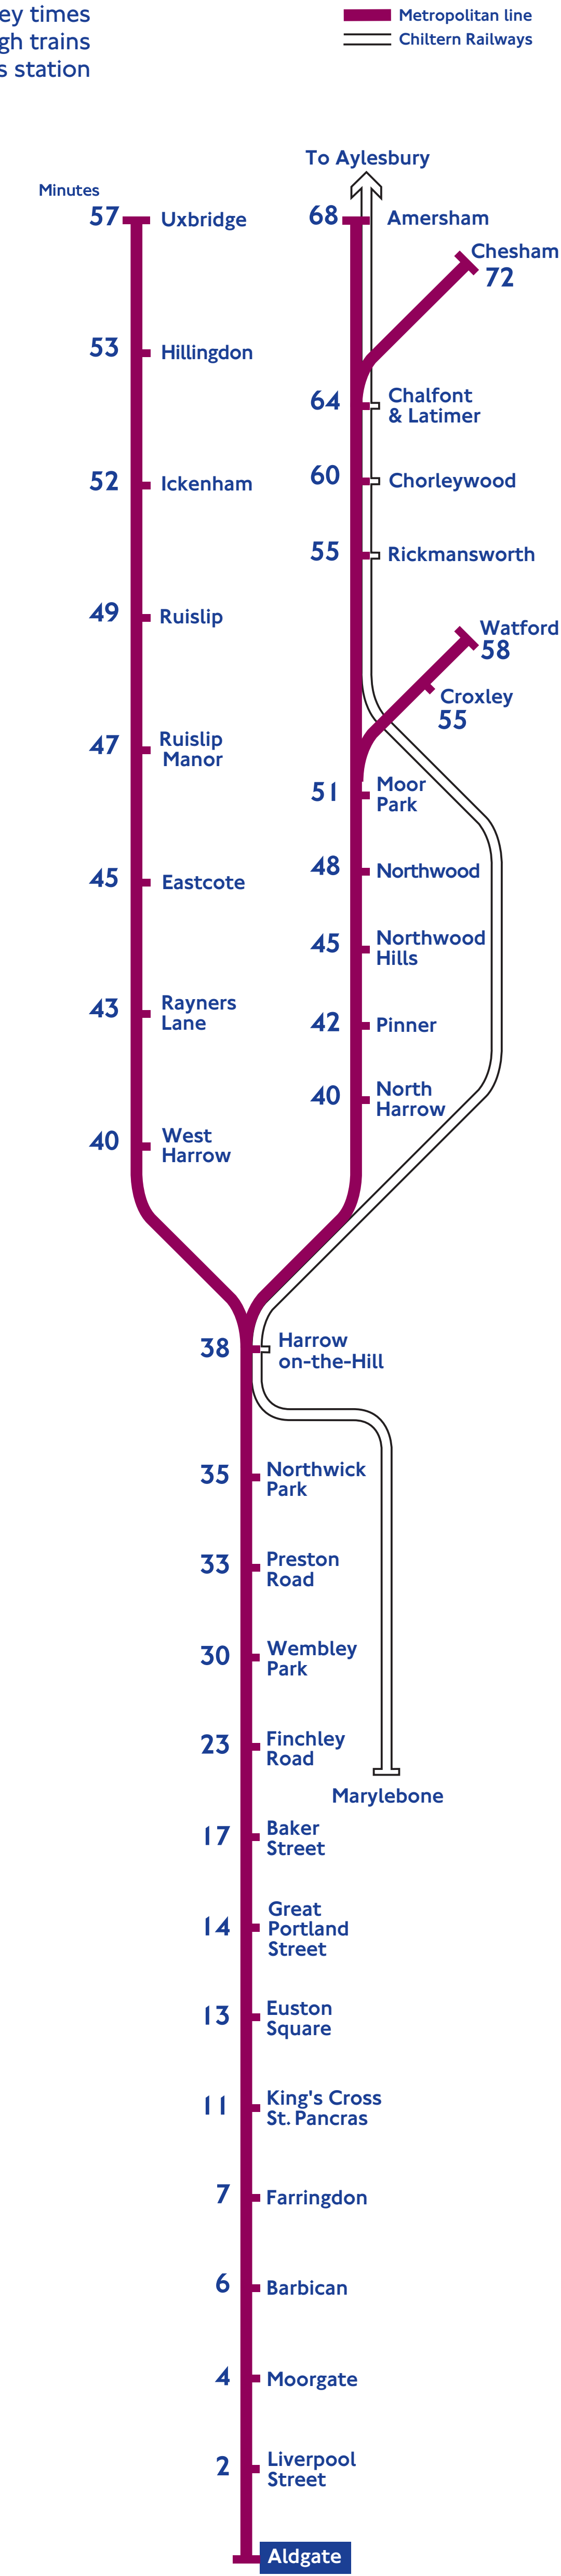 ey times
gh trains
s station
Metropolitan line
Chiltern Railways
Minutes
57 Uxbridge
53 Hillingdon
52 Ickenham
49 Ruislip
47 Ruislip
Manor
45 Eastcote
43 Rayners
Lane
40 West
Harrow
To Aylesbury
68 Amersham
Chesham
72
64 Chalfont
& Latimer
60 Chorleywood
55 Rickmansworth
Watford
58
Croxley
55
51 Moor
Park
48 Northwood
45 Northwood
Hills
42 Pinner
40 North
Harrow
38 Harrow
on-the-Hill
35 Northwick
Park
33 Preston
Road
30 Wembley
Park
23 Finchley
Road
Marylebone
17 Baker
Street
14 Great
Portland
Street
13 Euston
Square
11 King's Cross
St. Pancras
7 Farringdon
6 Barbican
4 Moorgate
2 Liverpool
Street
Aldgate